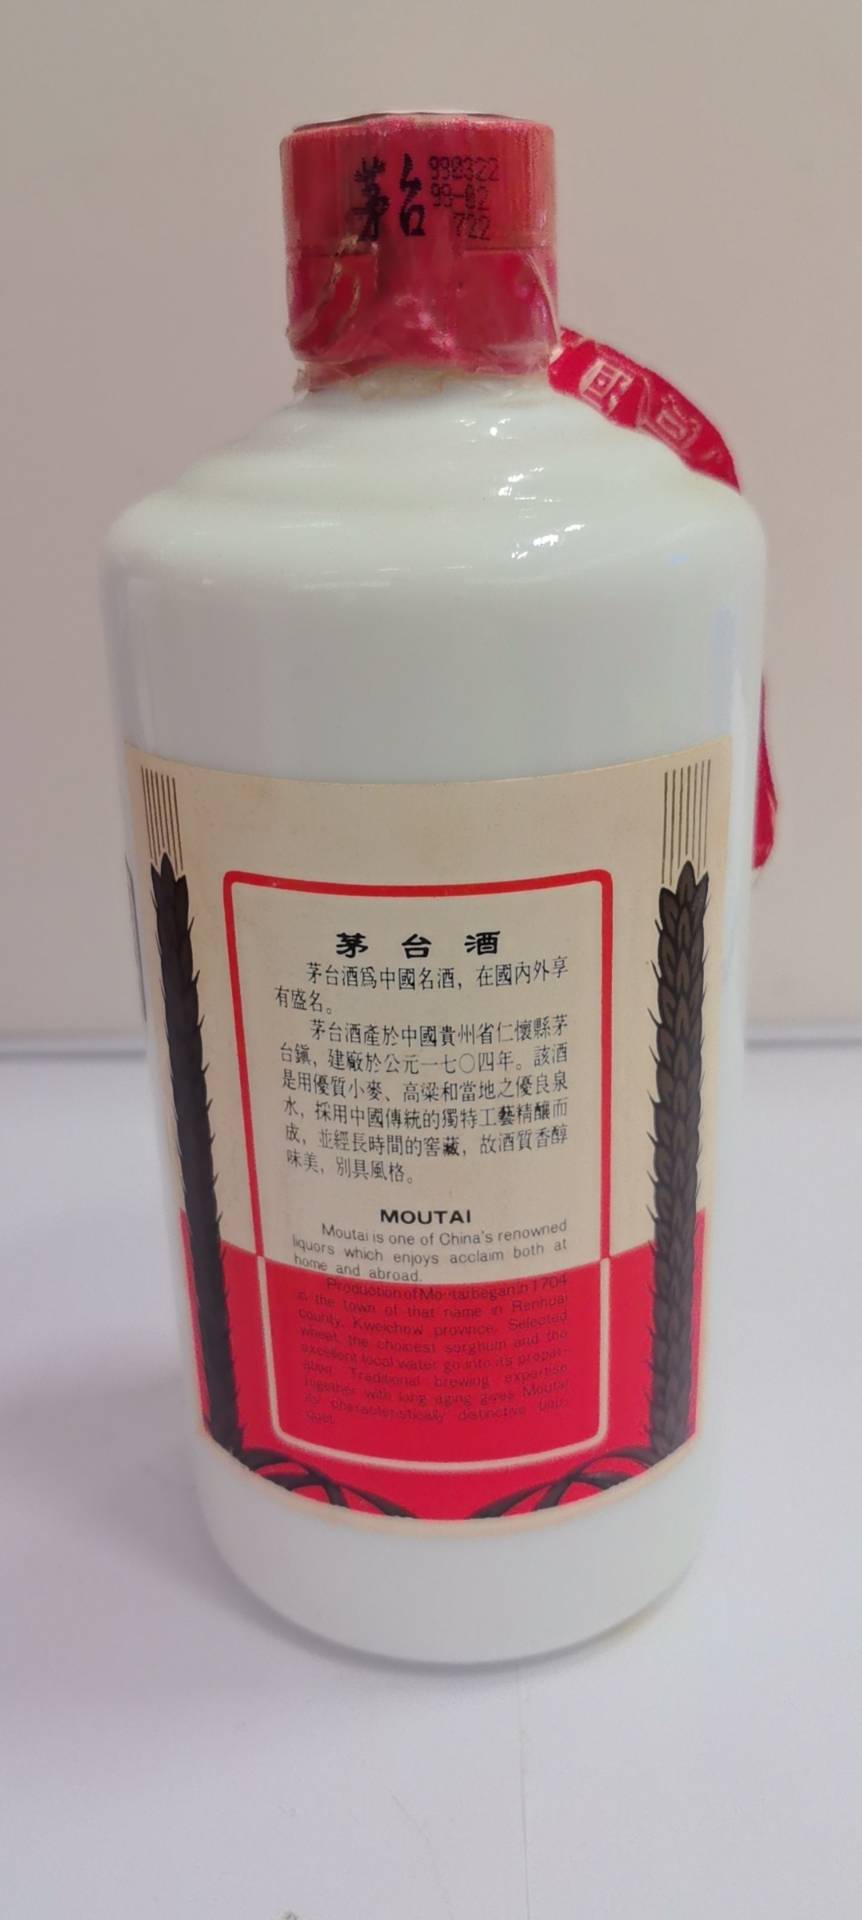 茅台
990322
99-02
722
國
台
茅台酒
茅台酒爲中國名酒，在國內外享
有盛名。
茅台酒產於中國貴州省仁懷縣茅
台鎭，建廠於公元一七〇四年。該酒
是用優質小麥、高粱和當地之優良泉
水，採用中國傳統的獨特工藝精釀而
成，並經長時間的窖藏，故酒質香醇
味美，別具風格。
MOUTAI
Moutai is one of China's renowned
liquors which enjoys acclaim both at
home and abroad.
Production of Moutai began in 1704
in the town of that name in Renhuai
county, Kweichow province. Selected
wheat, the choicest sorghum and the
excellent local water go into its prepar-
ation. Traditional brewing expertise
together with long aging gives Moutai
its characteristically distinctive bou-
quet.